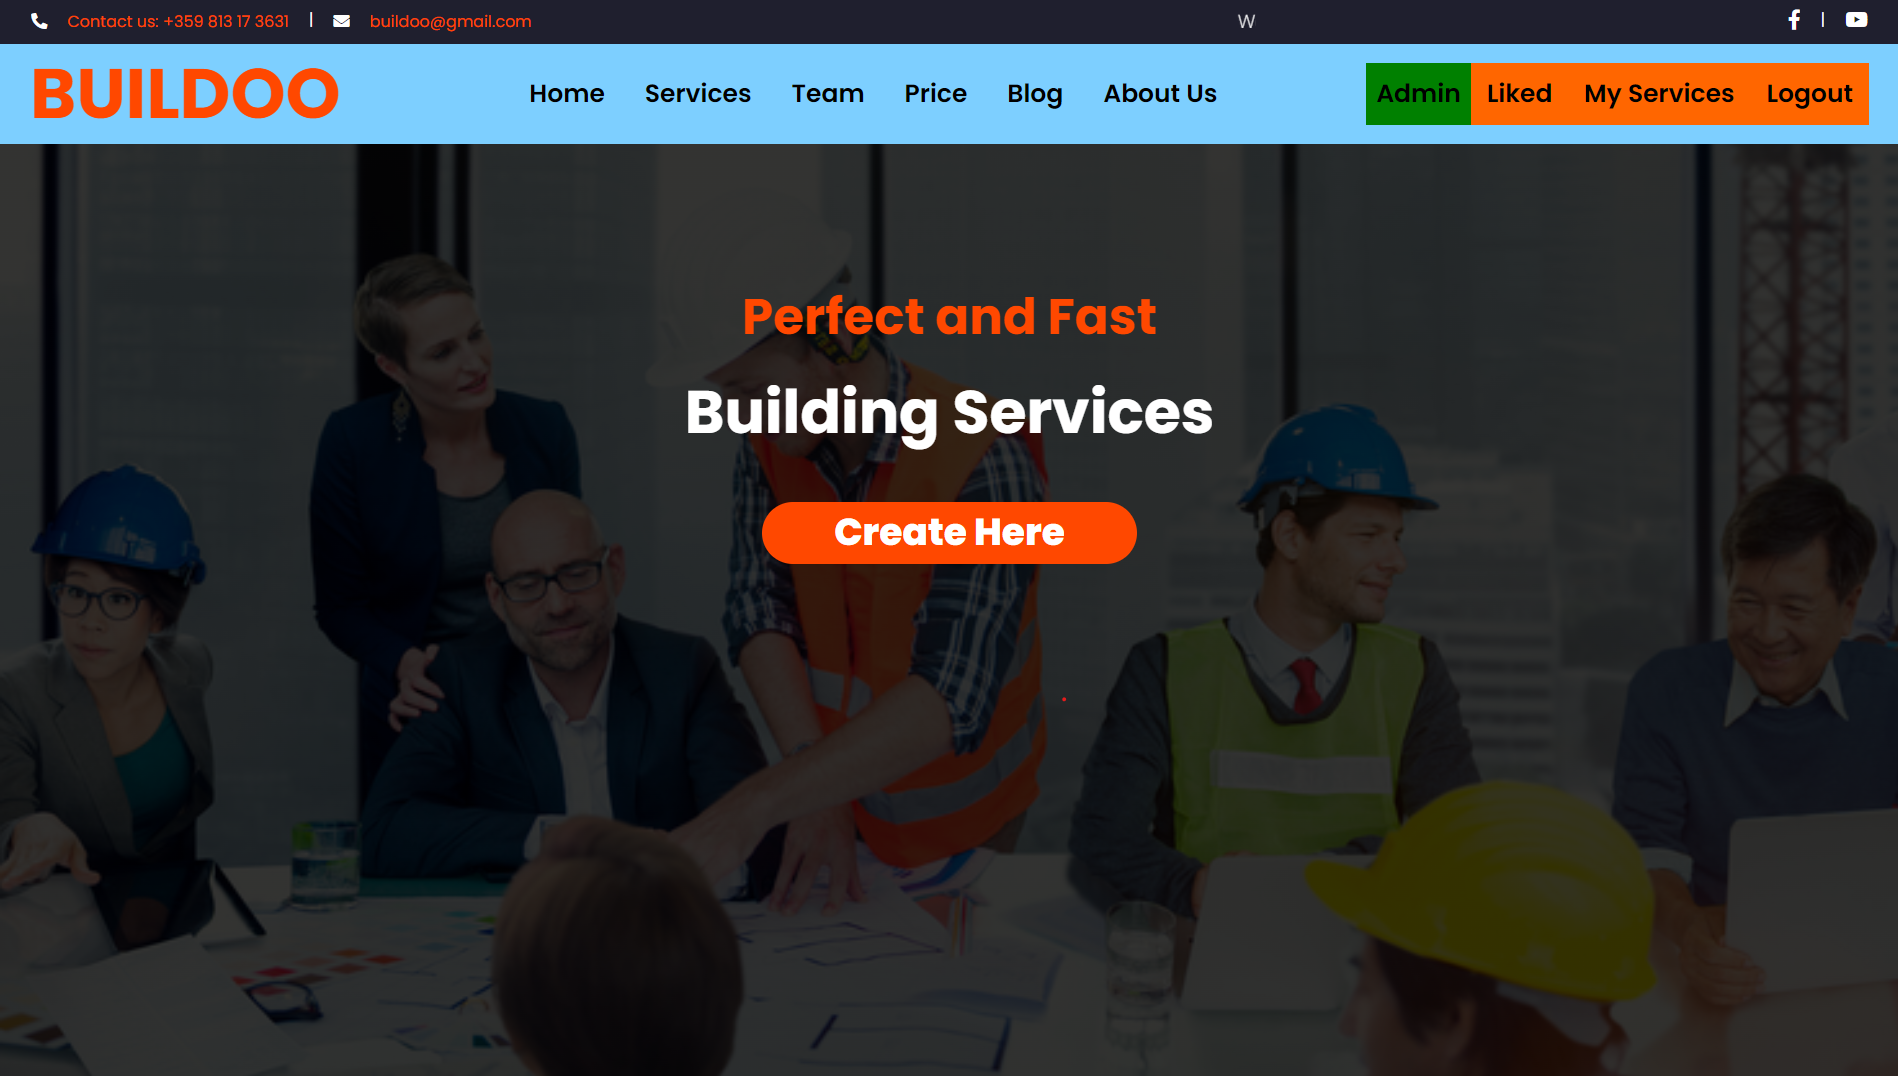 Contact us: +359 813 17 3631 | buildoo@gmail.com W |
BUILDOO Home Services Team Price Blog About Us Admin Liked My Services Logout
Perfect and Fast
Building Services
Create Here